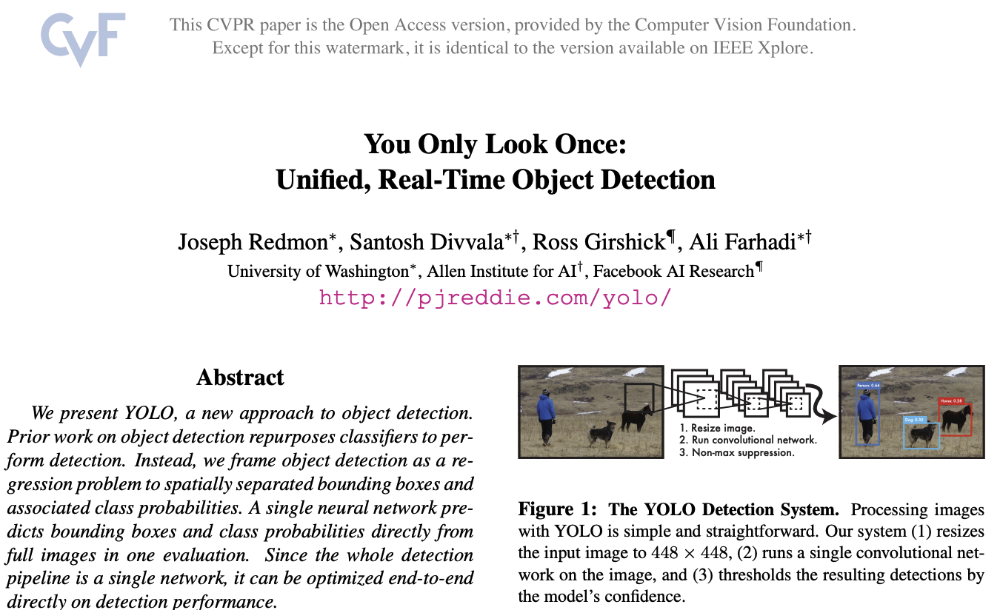 CVF
This CVPR paper is the Open Access version, provided by the Computer Vision Foundation.
Except for this watermark, it is identical to the version available on IEEE Xplore.
You Only Look Once:
Unified, Real-Time Object Detection
Joseph Redmon*, Santosh Divvala*†, Ross Girshick¶, Ali Farhadi*†
University of Washington*, Allen Institute for AI†, Facebook AI Research¶
http://pjreddie.com/yolo/
Abstract
We present YOLO, a new approach to object detection.
Prior work on object detection repurposes classifiers to per-
form detection. Instead, we frame object detection as a re-
gression problem to spatially separated bounding boxes and
associated class probabilities. A single neural network pre-
dicts bounding boxes and class probabilities directly from
full images in one evaluation. Since the whole detection
pipeline is a single network, it can be optimized end-to-end
directly on detection performance.
1. Resize image.
2. Run convolutional network.
3. Non-max suppression.
Person: 0.64
Horse: 0.28
Dog: 0.30
Figure 1: The YOLO Detection System. Processing images
with YOLO is simple and straightforward. Our system (1) resizes
the input image to 448 × 448, (2) runs a single convolutional net-
work on the image, and (3) thresholds the resulting detections by
the model's confidence.